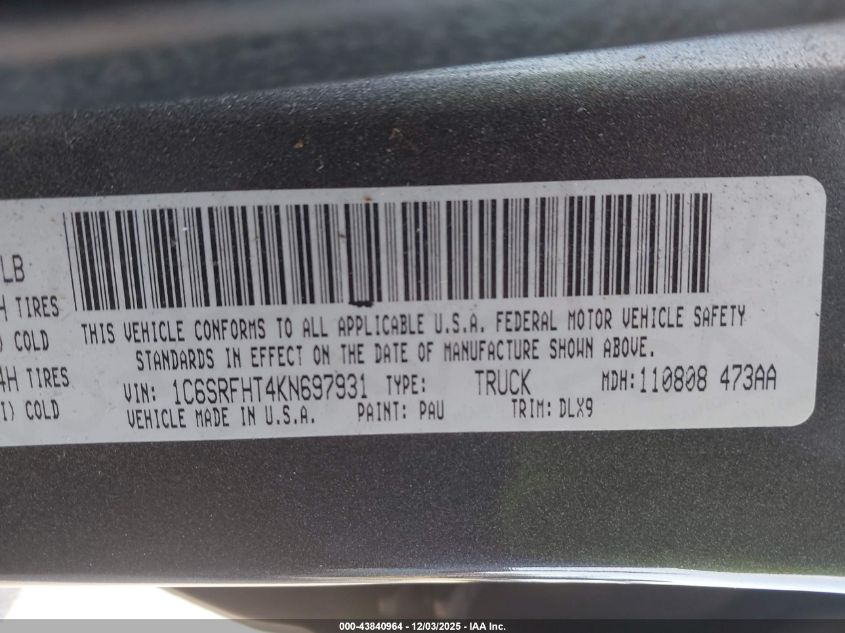 LB
H TIRES
) COLD
4H TIRES
I) COLD
THIS VEHICLE CONFORMS TO ALL APPLICABLE U.S.A. FEDERAL MOTOR VEHICLE SAFETY
STANDARDS IN EFFECT ON THE DATE OF MANUFACTURE SHOWN ABOVE.
VIN: 1C6SRFHT4KN697931 TYPE: TRUCK MDH: 110808 473AA
VEHICLE MADE IN U.S.A. PAINT: PAU TRIM: DLX9
000-43840964 - 12/03/2025 - IAA Inc.